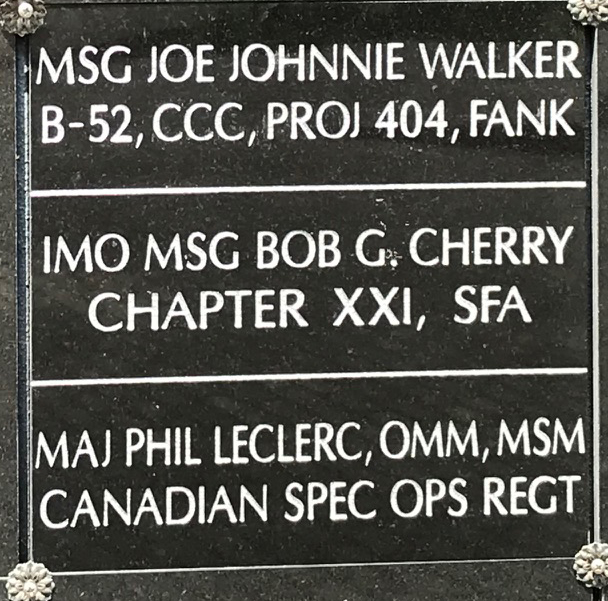 MSG JOE JOHNNIE WALKER
B-52, CCC, PROJ 404, FANK
IMO MSG BOB G. CHERRY
CHAPTER XXI, SFA
MAJ PHIL LECLERC, OMM, MSM
CANADIAN SPEC OPS REGT